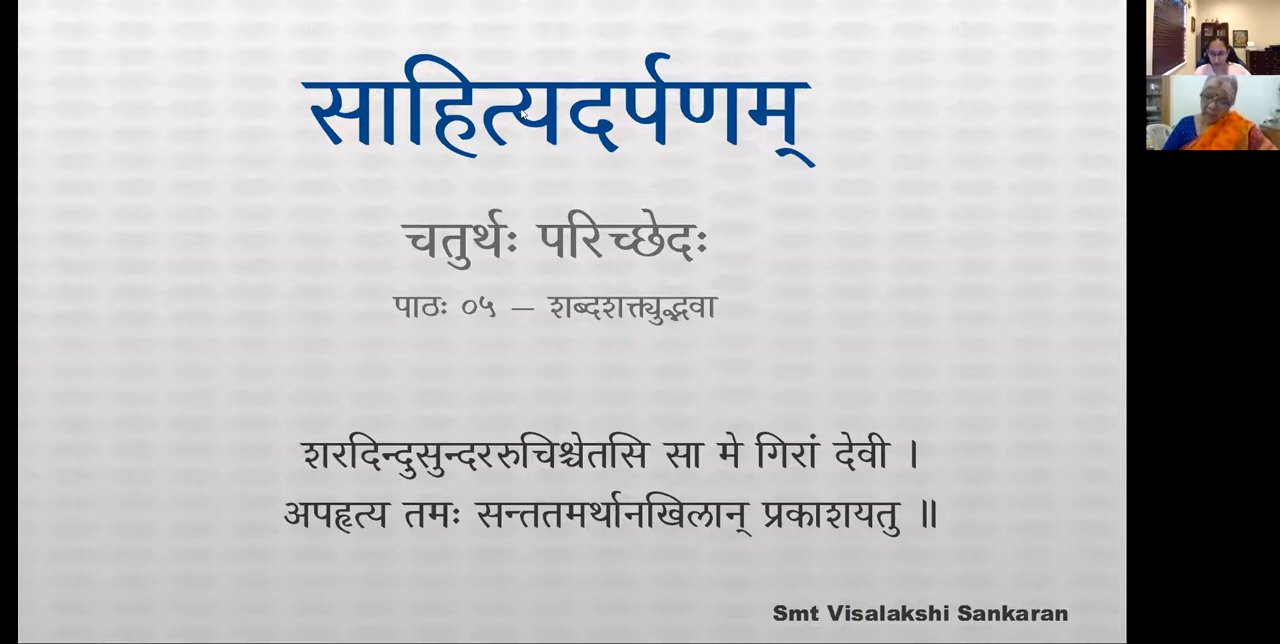 साहित्यदर्पणम्
चतुर्थः परिच्छेदः
पाठः ०५ – शब्दशक्त्युद्भवा
शरदिन्दुसुन्दररुचिश्चेतसि सा मे गिरां देवी ।
अपहृत्य तमः सन्ततमर्थानखिलान् प्रकाशयतु ॥
Smt Visalakshi Sankaran